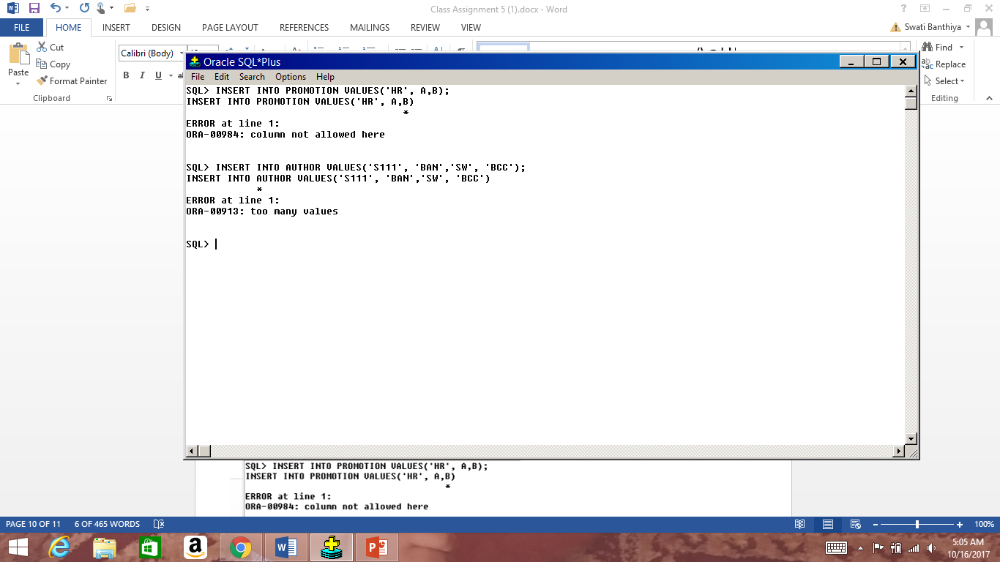 Class Assignment 5 (1).docx - Word
FILE HOME INSERT DESIGN PAGE LAYOUT REFERENCES MAILINGS REVIEW VIEW
Swati Banthiya
Paste
Cut
Copy
Format Painter
Clipboard
Calibri (Body)
B I U
Find
Replace
Select
Editing
Oracle SQL*Plus
File Edit Search Options Help
SQL> INSERT INTO PROMOTION VALUES('HR', A,B);
INSERT INTO PROMOTION VALUES('HR', A,B)
*
ERROR at line 1:
ORA-00984: column not allowed here
SQL> INSERT INTO AUTHOR VALUES('S111', 'BAN','SW', 'BCC');
INSERT INTO AUTHOR VALUES('S111', 'BAN','SW', 'BCC')
*
ERROR at line 1:
ORA-00913: too many values
SQL>
SQL> INSERT INTO PROMOTION VALUES('HR', A,B);
INSERT INTO PROMOTION VALUES('HR', A,B)
*
ERROR at line 1:
ORA-00984: column not allowed here
PAGE 10 OF 11 6 OF 465 WORDS
100%
5:05 AM
10/16/2017